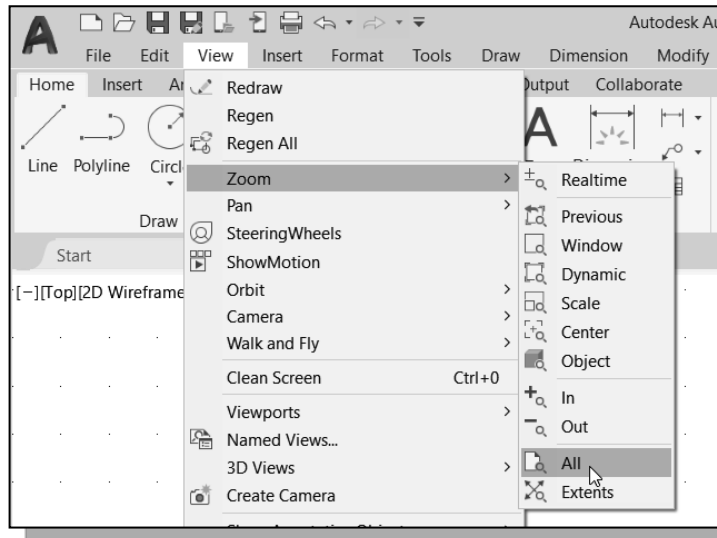 A
Autodesk Au
File Edit View Insert Format Tools Draw Dimension Modify
Home Insert Output Collaborate
Line Polyline Circl
Draw
Start
[−][Top][2D Wireframe
Redraw
Regen
Regen All
Zoom >
Pan >
SteeringWheels
ShowMotion
Orbit >
Camera >
Walk and Fly >
Clean Screen Ctrl+0
Viewports >
Named Views...
3D Views >
Create Camera
A
Realtime
Previous
Window
Dynamic
Scale
Center
Object
In
Out
All
Extents